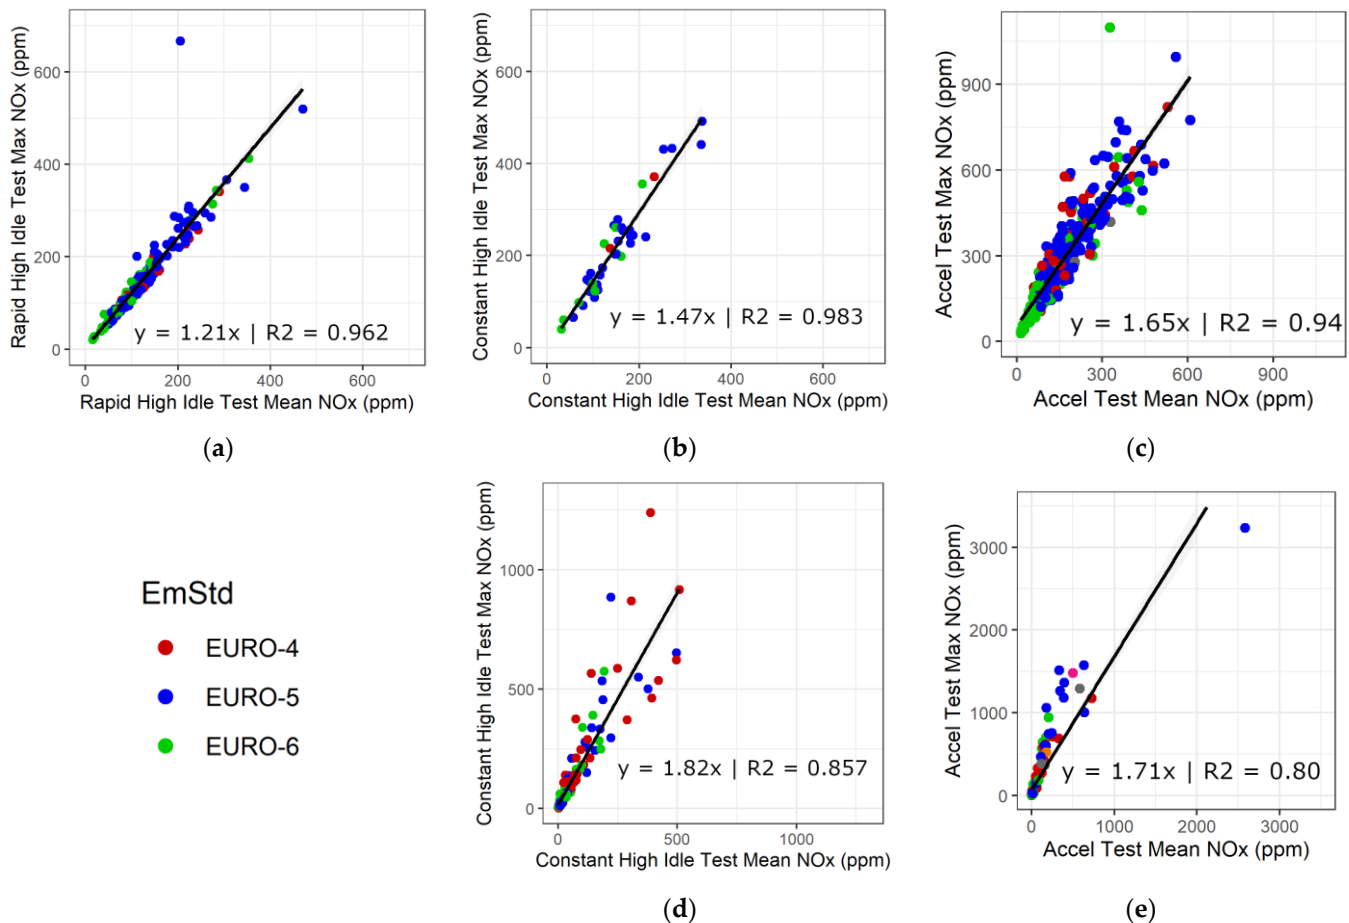 Rapid High Idle Test Max NOx (ppm)
600
400
200
0
y = 1.21x | R2 = 0.962
0 200 400 600
Rapid High Idle Test Mean NOx (ppm)
(a)
Constant High Idle Test Max NOx (ppm)
600
400
200
0
y = 1.47x | R2 = 0.983
0 200 400 600
Constant High Idle Test Mean NOx (ppm)
(b)
Accel Test Max NOx (ppm)
900
600
300
0
y = 1.65x | R2 = 0.94
0 300 600 900
Accel Test Mean NOx (ppm)
(c)
EmStd
EURO-4
EURO-5
EURO-6
Constant High Idle Test Max NOx (ppm)
1000
500
0
y = 1.82x | R2 = 0.857
0 500 1000
Constant High Idle Test Mean NOx (ppm)
(d)
Accel Test Max NOx (ppm)
3000
2000
1000
0
y = 1.71x | R2 = 0.80
0 1000 2000 3000
Accel Test Mean NOx (ppm)
(e)